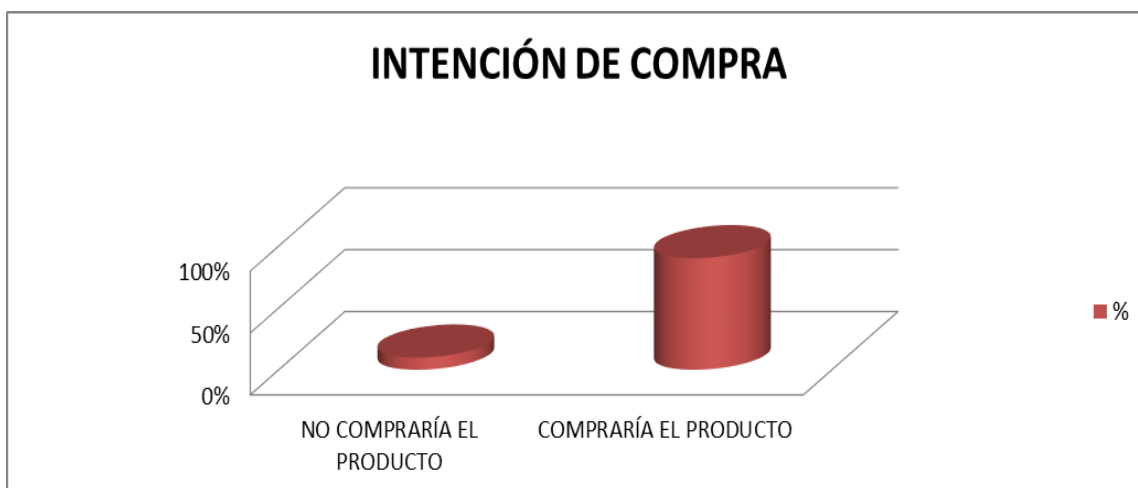 INTENCIÓN DE COMPRA
100%
50%
0%
NO COMPRARÍA EL
PRODUCTO
COMPRARÍA EL PRODUCTO
%